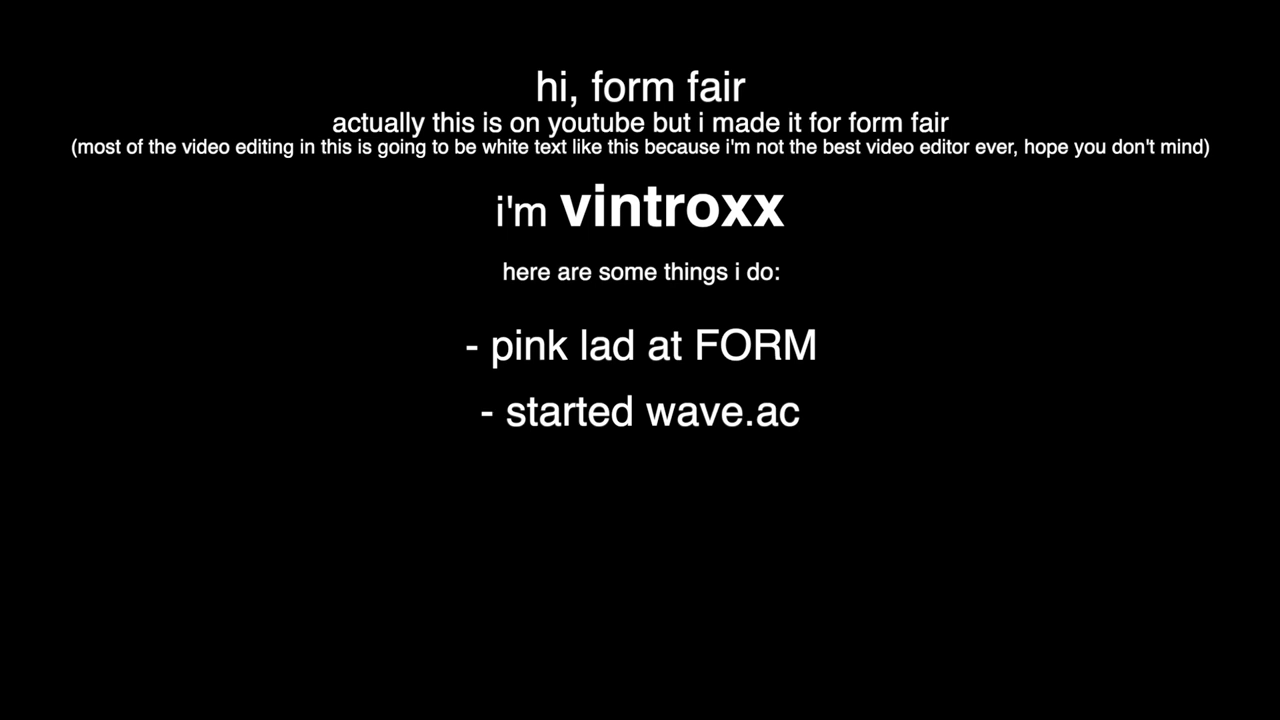 hi, form fair
actually this is on youtube but i made it for form fair
(most of the video editing in this is going to be white text like this because i'm not the best video editor ever, hope you don't mind)
i'm vintroxx
here are some things i do:
- pink lad at FORM
- started wave.ac